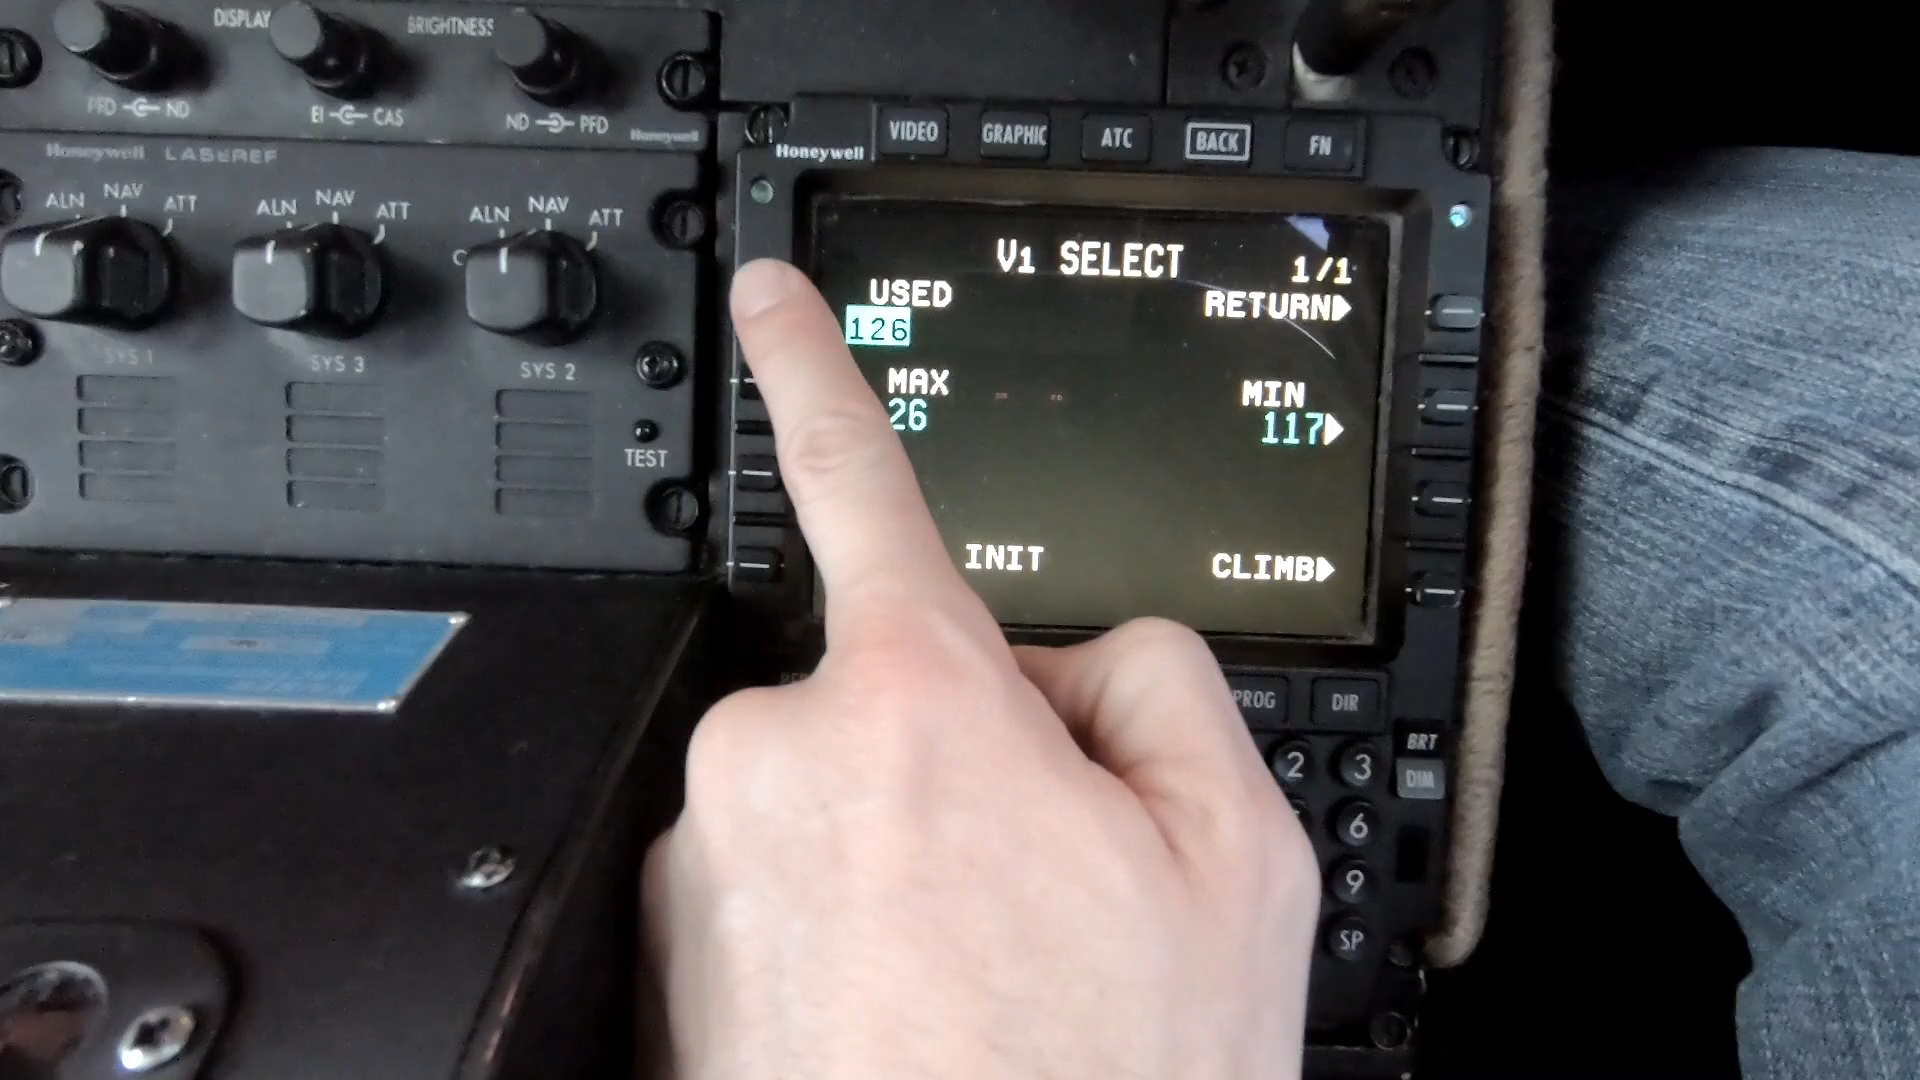 DISPLAY BRIGHTNESS
PFD ND
EI CAS
ND PFD
Honeywell
Honeywell LASEREF
ALN NAV ATT
ALN NAV ATT
ALN NAV ATT
SYS 1
SYS 3
SYS 2
TEST
VIDEO
GRAPHIC
ATC
BACK
FN
Honeywell
V1 SELECT
1/1
USED
RETURN
126
MAX
MIN
26
117
INIT
CLIMB
PROG
DIR
BRT
DIM
2
3
6
9
SP